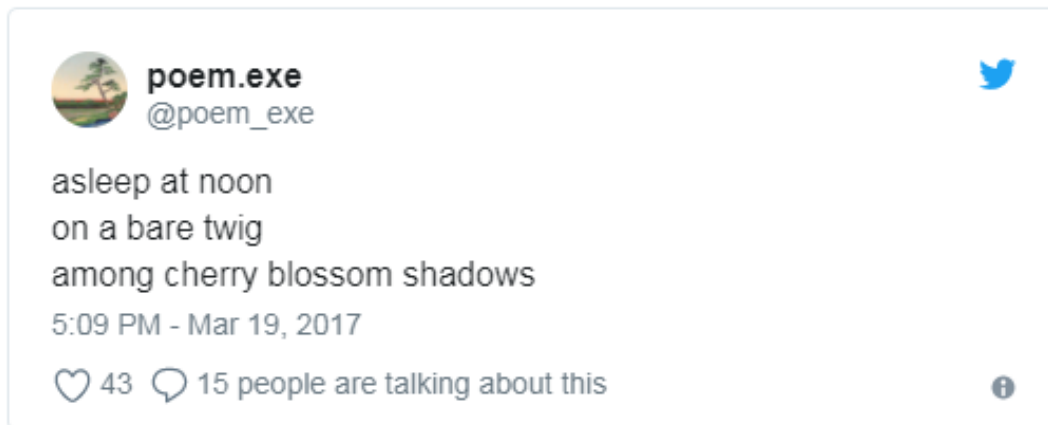 poem.exe
@poem_exe
asleep at noon
on a bare twig
among cherry blossom shadows
5:09 PM - Mar 19, 2017
43 15 people are talking about this